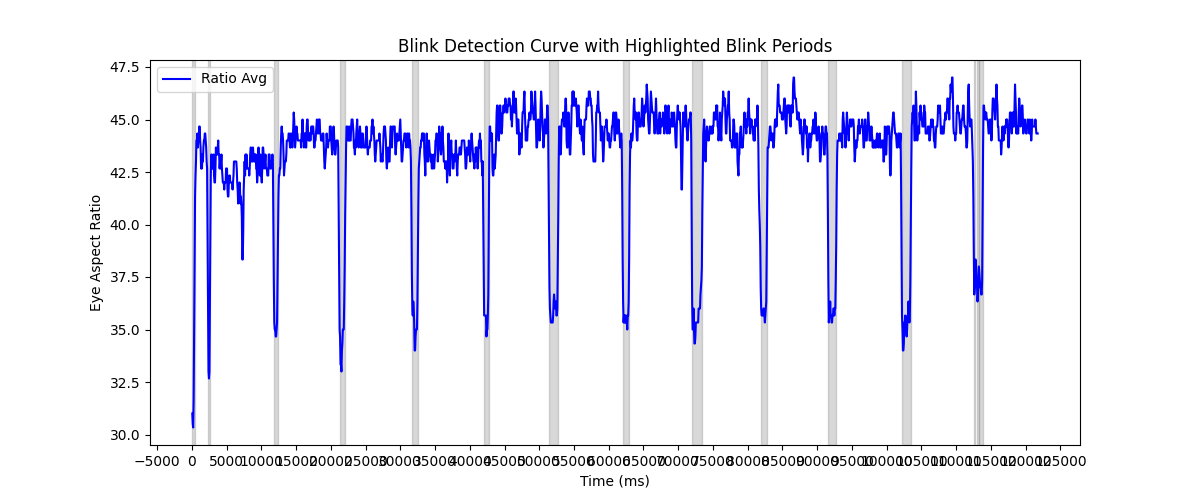 Blink Detection Curve with Highlighted Blink Periods
Ratio Avg
47.5
45.0
42.5
40.0
37.5
35.0
32.5
30.0
Eye Aspect Ratio
−5000 0 5000 10000 15000 20000 25000 30000 35000 40000 45000 50000 55000 60000 65000 70000 75000 80000 85000 90000 95000 100000 105000 110000 115000 120000 125000
Time (ms)